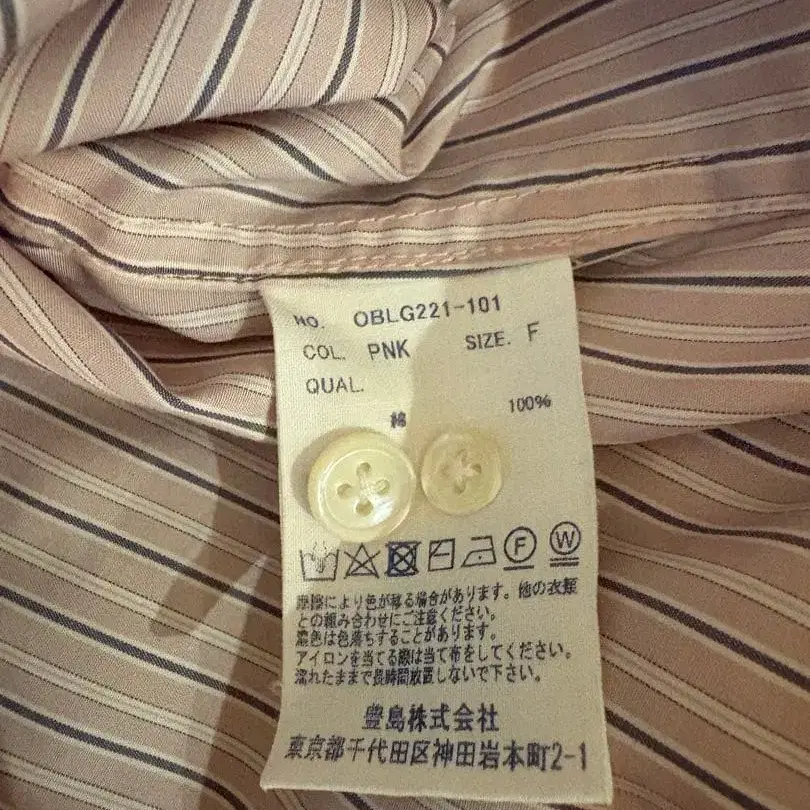 NO. OBLG221-101
COL. PNK SIZE. F
QUAL.
綿 100%
F W
摩擦により色が移る場合があります。他の衣類
との組み合わせにご注意ください。
濃色は色落ちすることがあります。
アイロンを当てる際は当て布をしてください。
濡れたままで長時間放置しないで下さい。
豊島株式会社
東京都千代田区神田岩本町2-1